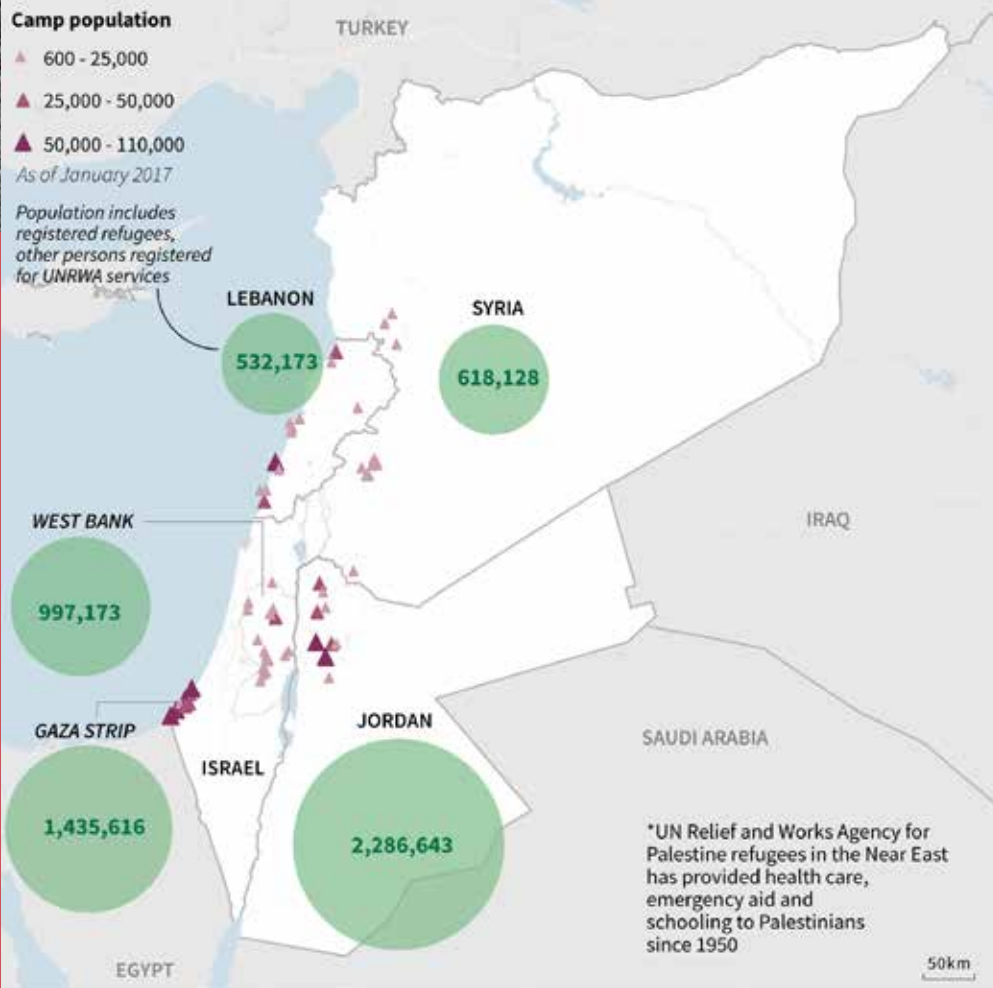 Camp population
600 - 25,000
25,000 - 50,000
50,000 - 110,000
As of January 2017
Population includes
registered refugees,
other persons registered
for UNRWA services
TURKEY
LEBANON
532,173
SYRIA
618,128
WEST BANK
997,173
IRAQ
GAZA STRIP
1,435,616
ISRAEL
JORDAN
2,286,643
SAUDI ARABIA
*UN Relief and Works Agency for
Palestine refugees in the Near East
has provided health care,
emergency aid and
schooling to Palestinians
since 1950
EGYPT
50km